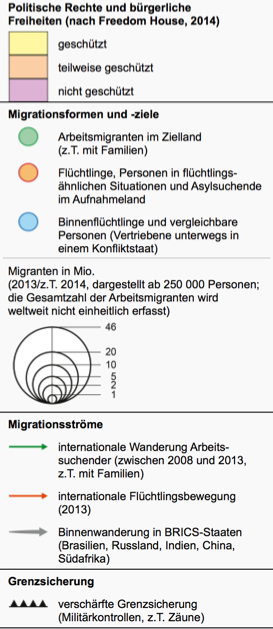 Politische Rechte und bürgerliche
Freiheiten (nach Freedom House, 2014)
geschützt
teilweise geschützt
nicht geschützt
Migrationsformen und -ziele
Arbeitsmigranten im Zielland
(z.T. mit Familien)
Flüchtlinge, Personen in flüchtlings-
ähnlichen Situationen und Asylsuchende
im Aufnahmeland
Binnenflüchtlinge und vergleichbare
Personen (Vertriebene unterwegs in
einem Konfliktstaat)
Migranten in Mio.
(2013/z.T. 2014, dargestellt ab 250 000 Personen;
die Gesamtzahl der Arbeitsmigranten wird
weltweit nicht einheitlich erfasst)
46
20
10
5
2
1
Migrationsströme
internationale Wanderung Arbeits-
suchender (zwischen 2008 und 2013,
z.T. mit Familien)
internationale Flüchtlingsbewegung
(2013)
Binnenwanderung in BRICS-Staaten
(Brasilien, Russland, Indien, China,
Südafrika)
Grenzsicherung
verschärfte Grenzsicherung
(Militärkontrollen, z.T. Zäune)